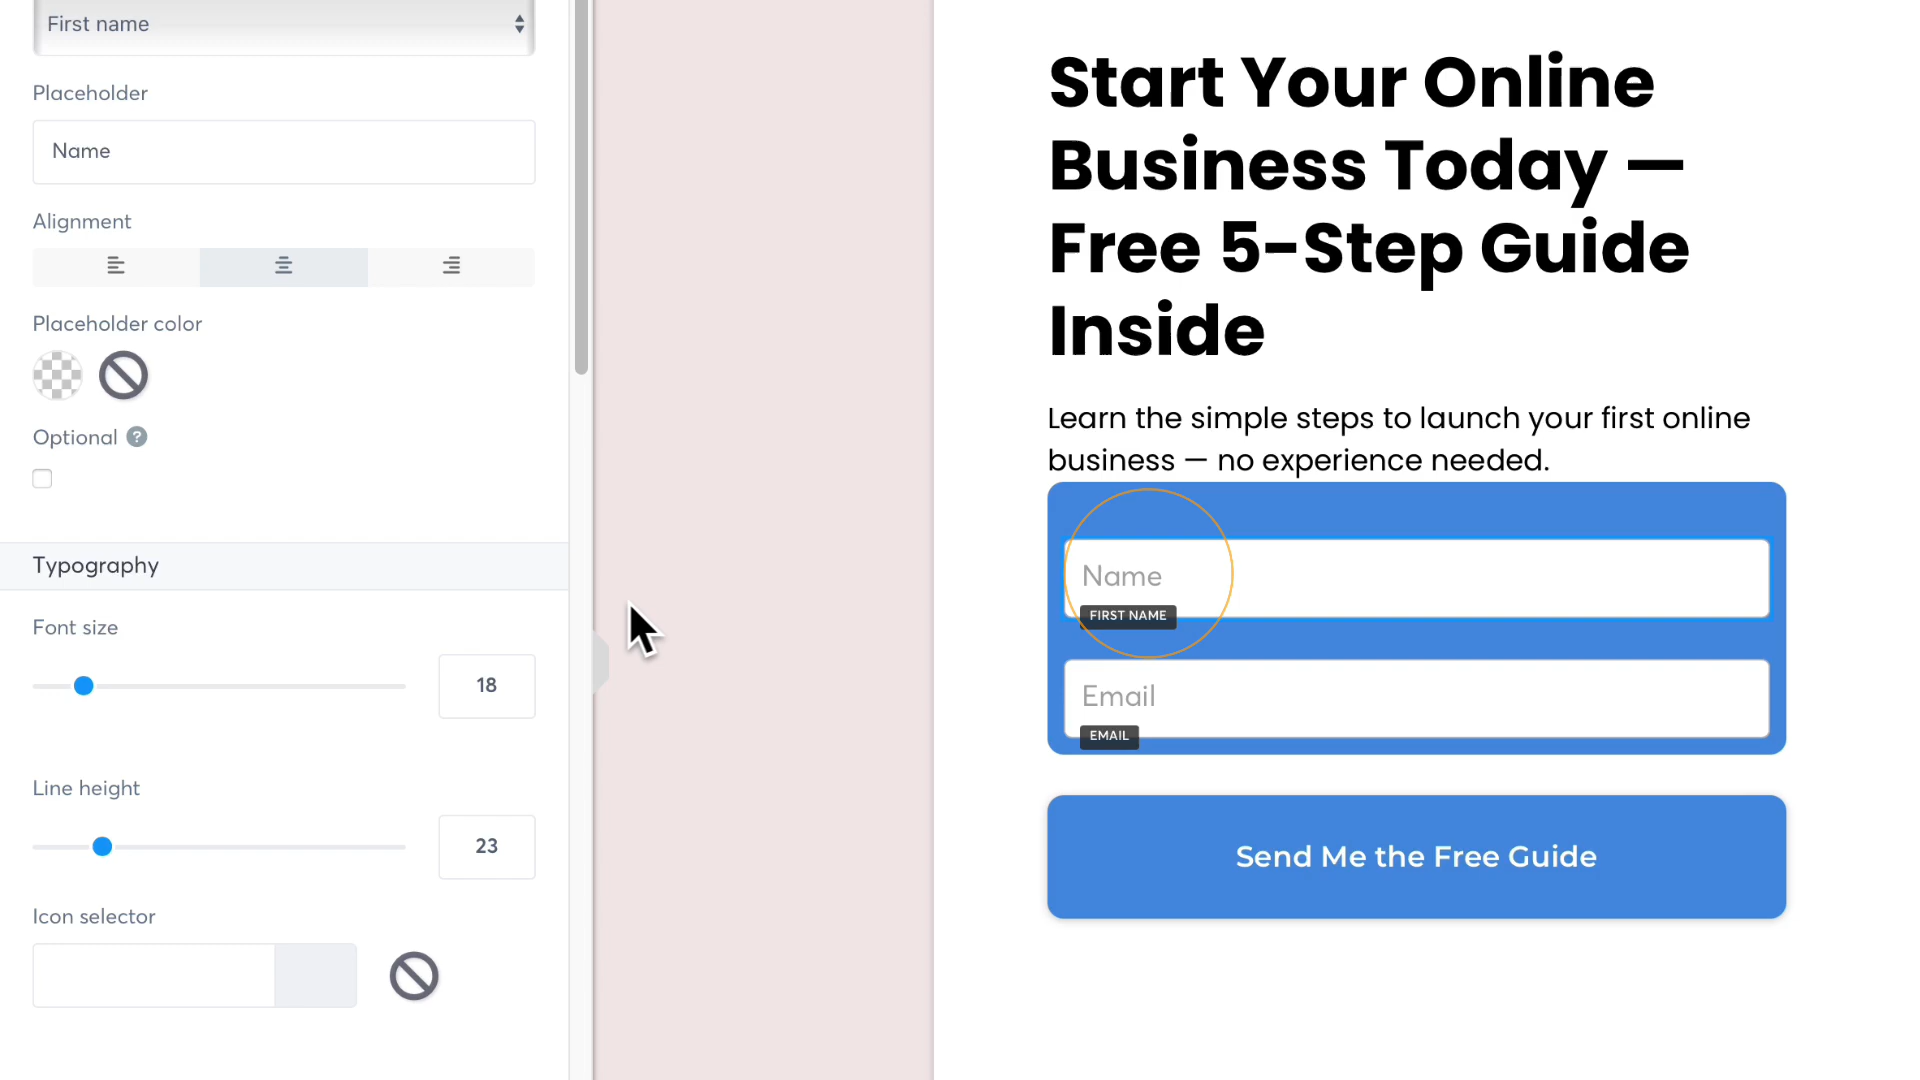 First name
Placeholder
Name
Alignment
Placeholder color
Optional ?
Typography
Font size
18
Line height
23
Icon selector
Start Your Online
Business Today —
Free 5-Step Guide
Inside
Learn the simple steps to launch your first online
business — no experience needed.
Name
FIRST NAME
Email
EMAIL
Send Me the Free Guide